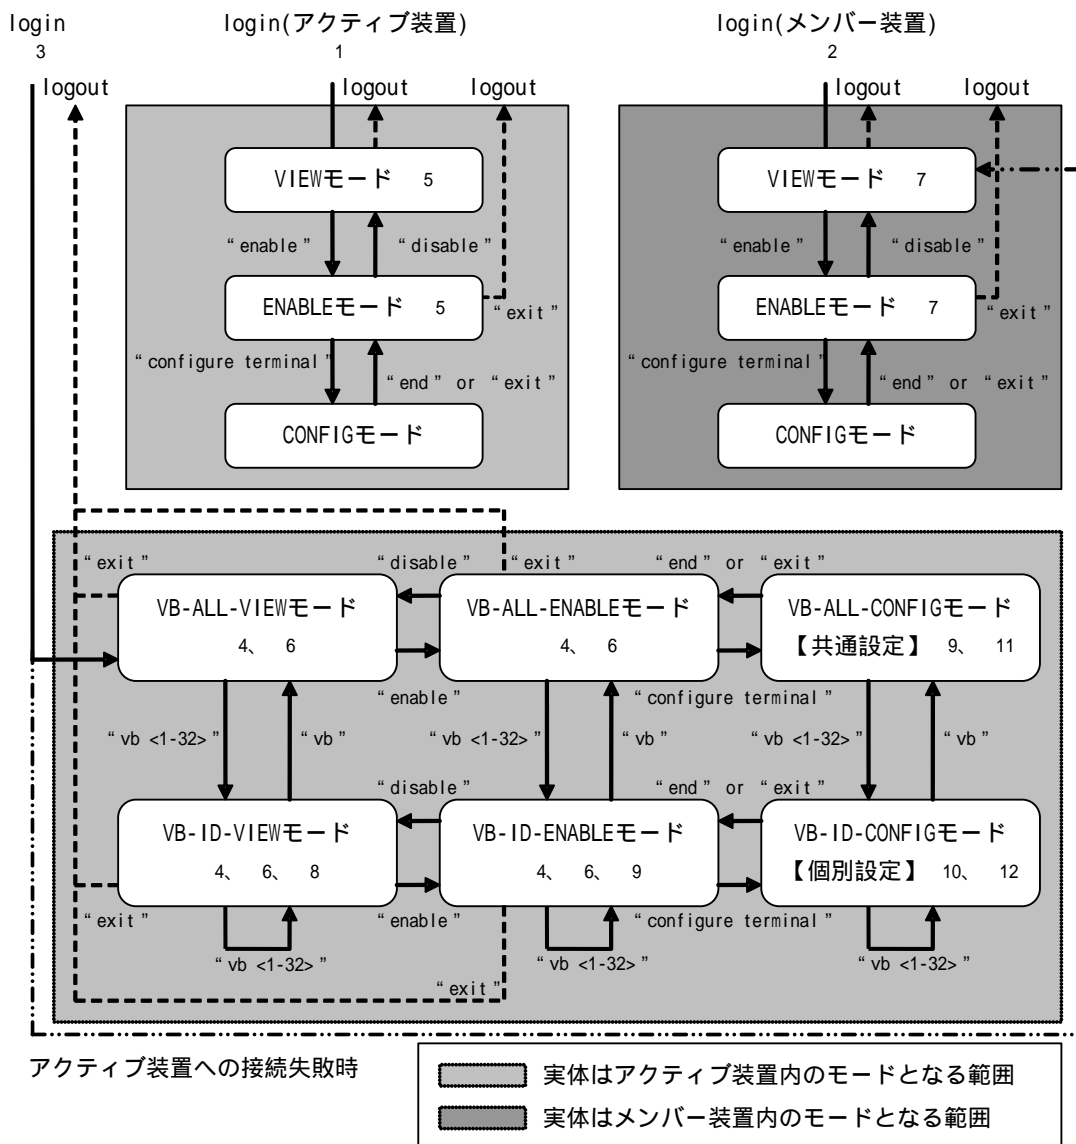 login
3
login(アクティブ装置)
1
login(メンバー装置)
2
logout
logout
logout
logout
logout
VIEWモード 5
“enable”
“disable”
ENABLEモード 5
“exit”
“configure terminal”
“end” or “exit”
CONFIGモード
VIEWモード 7
“enable”
“disable”
ENABLEモード 7
“exit”
“configure terminal”
“end” or “exit”
CONFIGモード
“exit”
“disable”
“exit”
“end” or “exit”
VB-ALL-VIEWモード
4、 6
VB-ALL-ENABLEモード
4、 6
VB-ALL-CONFIGモード
【共通設定】 9、 11
“enable”
“configure terminal”
“vb <1-32>”
“vb”
“vb <1-32>”
“vb”
“vb <1-32>”
“vb”
“disable”
“end” or “exit”
VB-ID-VIEWモード
4、 6、 8
VB-ID-ENABLEモード
4、 6、 9
VB-ID-CONFIGモード
【個別設定】 10、 12
“exit”
“enable”
“configure terminal”
“vb <1-32>”
“vb <1-32>”
“vb <1-32>”
“exit”
アクティブ装置への接続失敗時
実体はアクティブ装置内のモードとなる範囲
実体はメンバー装置内のモードとなる範囲